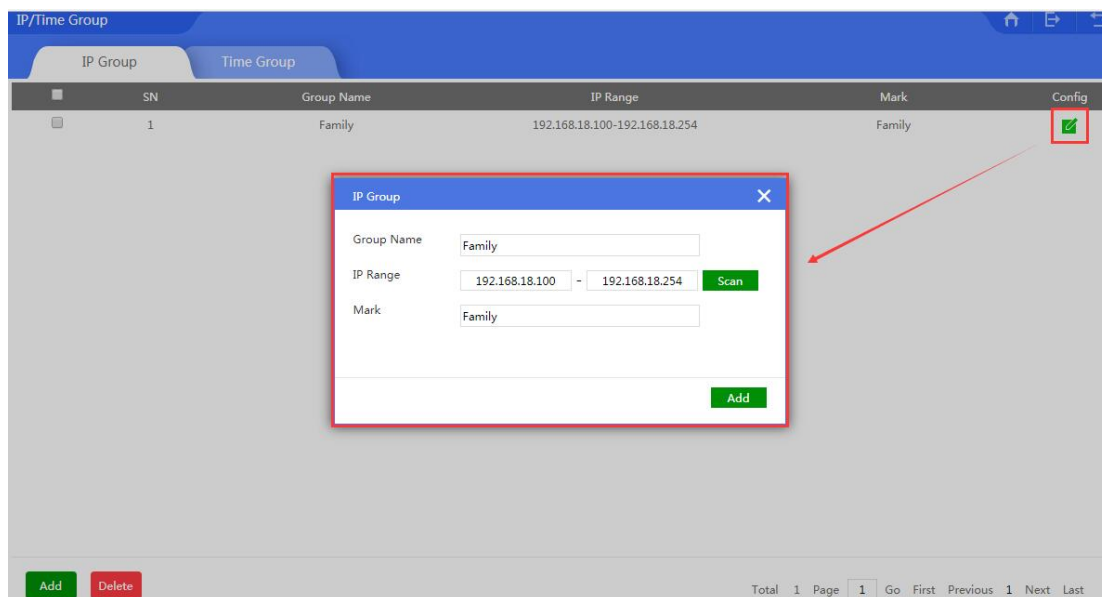 IP/Time Group
IP Group Time Group
SN Group Name IP Range Mark Config
1 Family 192.168.18.100-192.168.18.254 Family
IP Group
Group Name Family
IP Range 192.168.18.100 - 192.168.18.254 Scan
Mark Family
Add
Add Delete Total 1 Page 1 Go First Previous 1 Next Last